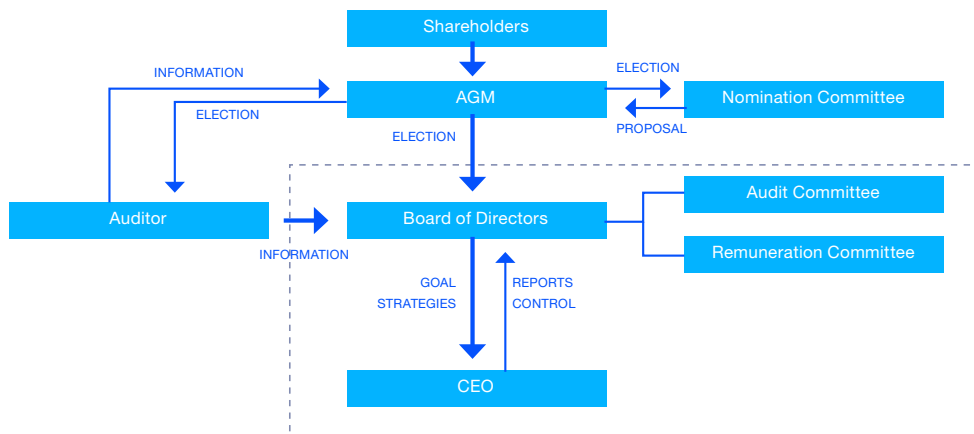 Shareholders
INFORMATION
ELECTION
AGM
Nomination Committee
ELECTION
PROPOSAL
ELECTION
Audit Committee
Auditor
Board of Directors
Remuneration Committee
INFORMATION
GOAL
STRATEGIES
REPORTS
CONTROL
CEO